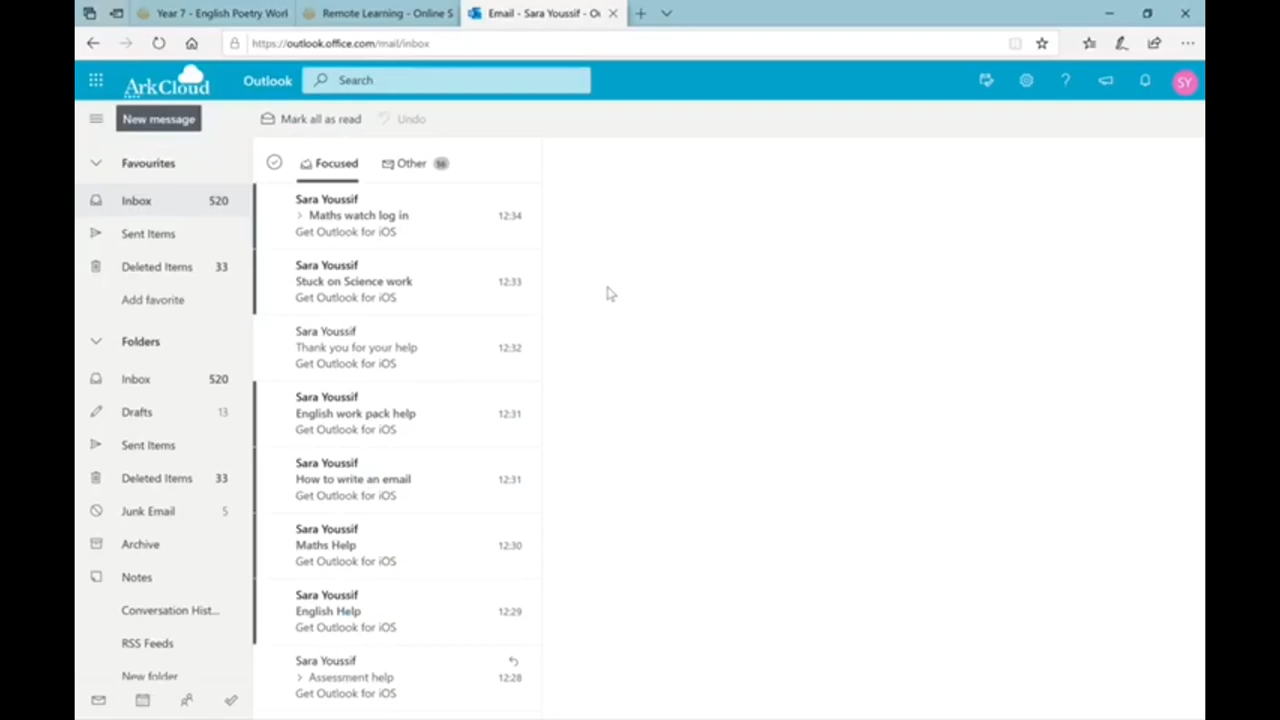 Year 7 - English Poetry Worl
Remote Learning - Online S
Email - Sara Youssif - Ou
https://outlook.office.com/mail/inbox
ArkCloud
Outlook
Search
SY
New message
Mark all as read
Undo
Favourites
Inbox 520
Sent Items
Deleted Items 33
Add favorite
Folders
Inbox 520
Drafts 13
Sent Items
Deleted Items 33
Junk Email 5
Archive
Notes
Conversation Hist...
RSS Feeds
New folder
Focused
Other 56
Sara Youssif
Maths watch log in 12:34
Get Outlook for iOS
Sara Youssif
Stuck on Science work 12:33
Get Outlook for iOS
Sara Youssif
Thank you for your help 12:32
Get Outlook for iOS
Sara Youssif
English work pack help 12:31
Get Outlook for iOS
Sara Youssif
How to write an email 12:31
Get Outlook for iOS
Sara Youssif
Maths Help 12:30
Get Outlook for iOS
Sara Youssif
English Help 12:29
Get Outlook for iOS
Sara Youssif
Assessment help 12:28
Get Outlook for iOS